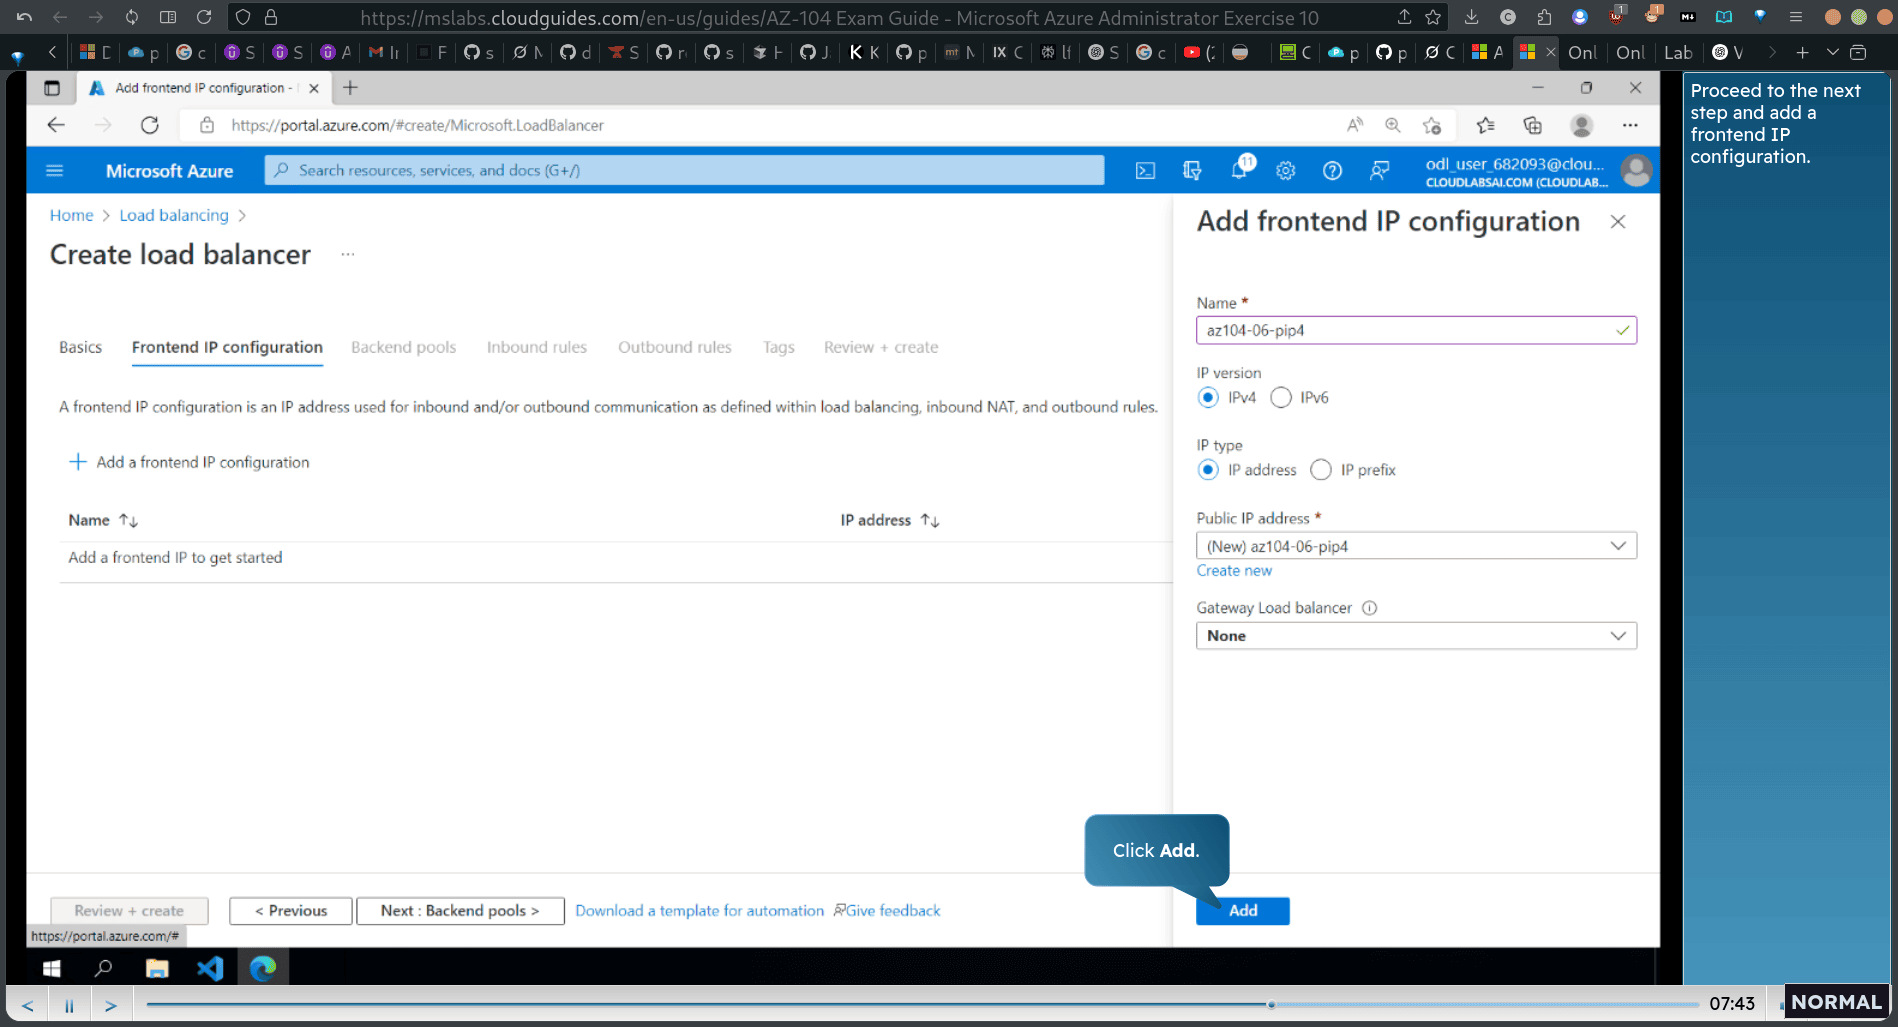 https://mslabs.cloudguides.com/en-us/guides/AZ-104 Exam Guide - Microsoft Azure Administrator Exercise 10
1
1
Onl
Onl
Lab
Add frontend IP configuration -
https://portal.azure.com/#create/Microsoft.LoadBalancer
Microsoft Azure
Search resources, services, and docs (G+/)
11
odl_user_682093@clou...
CLOUDLABSAI.COM (CLOUDLAB...
Home > Load balancing >
Create load balancer
...
Basics
Frontend IP configuration
Backend pools
Inbound rules
Outbound rules
Tags
Review + create
A frontend IP configuration is an IP address used for inbound and/or outbound communication as defined within load balancing, inbound NAT, and outbound rules.
+ Add a frontend IP configuration
Name ↑↓
IP address ↑↓
Add a frontend IP to get started
Add frontend IP configuration
Name *
az104-06-pip4
IP version
IPv4
IPv6
IP type
IP address
IP prefix
Public IP address *
(New) az104-06-pip4
Create new
Gateway Load balancer
None
Click Add.
Add
Review + create
< Previous
Next : Backend pools >
Download a template for automation
Give feedback
https://portal.azure.com/#
Proceed to the next
step and add a
frontend IP
configuration.
07:43
NORMAL